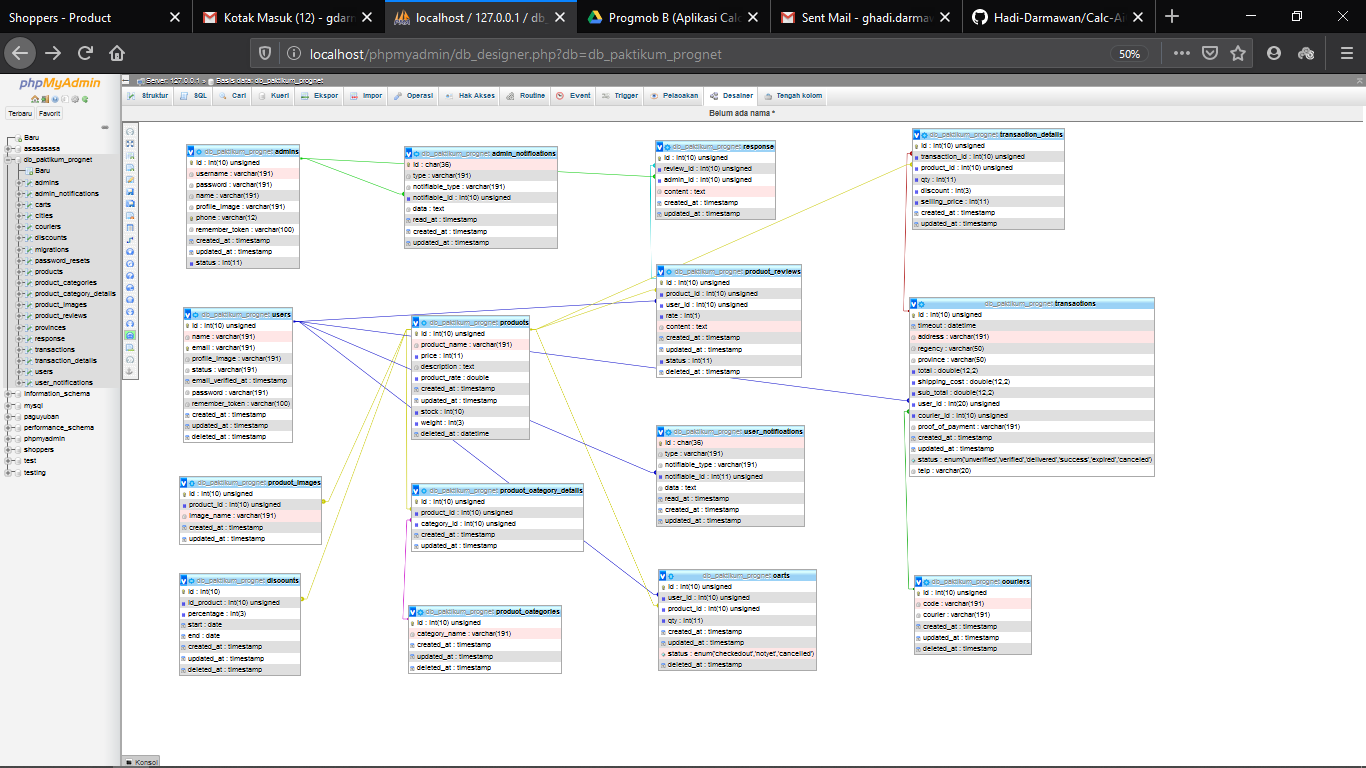 Shoppers - Product
Kotak Masuk (12) - gdarm
localhost / 127.0.0.1 / db_
Progmob B (Aplikasi Calc
Sent Mail - ghadi.darmaw
Hadi-Darmawan/Calc-Ai
localhost/phpmyadmin/db_designer.php?db=db_paktikum_prognet
50%
phpMyAdmin
Terbaru Favorit
Baru
asasasasa
db_paktikum_prognet
Baru
admins
admin_notifications
carts
cities
couriers
discounts
migrations
password_resets
products
product_categories
product_category_details
product_images
product_reviews
provinces
response
transactions
transaction_details
users
user_notifications
information_schema
mysql
paguyuban
performance_schema
phpmyadmin
shoppers
test
testing
Server: 127.0.0.1 » Basis data: db_paktikum_prognet
Struktur SQL Cari Kueri Ekspor Impor Operasi Hak Akses Routine Event Trigger Pelacakan Desainer Tengah kolom
Belum ada nama *
db_paktikum_prognet admins
id : int(10) unsigned
username : varchar(191)
password : varchar(191)
name : varchar(191)
profile_image : varchar(191)
phone : varchar(12)
remember_token : varchar(100)
created_at : timestamp
updated_at : timestamp
status : int(11)
db_paktikum_prognet admin_notifications
id : char(36)
type : varchar(191)
notifiable_type : varchar(191)
notifiable_id : int(10) unsigned
data : text
read_at : timestamp
created_at : timestamp
updated_at : timestamp
db_paktikum_prognet response
id : int(10) unsigned
review_id : int(10) unsigned
admin_id : int(10) unsigned
content : text
created_at : timestamp
updated_at : timestamp
db_paktikum_prognet transaction_details
id : int(10) unsigned
transaction_id : int(10) unsigned
product_id : int(10) unsigned
qty : int(11)
discount : int(3)
selling_price : int(11)
created_at : timestamp
updated_at : timestamp
db_paktikum_prognet users
id : int(10) unsigned
name : varchar(191)
email : varchar(191)
profile_image : varchar(191)
status : varchar(191)
email_verified_at : timestamp
password : varchar(191)
remember_token : varchar(100)
created_at : timestamp
updated_at : timestamp
deleted_at : timestamp
db_paktikum_prognet products
id : int(10) unsigned
product_name : varchar(191)
price : int(11)
description : text
product_rate : double
created_at : timestamp
updated_at : timestamp
stock : int(10)
weight : int(3)
deleted_at : datetime
db_paktikum_prognet product_reviews
id : int(10) unsigned
product_id : int(10) unsigned
user_id : int(10) unsigned
rate : int(1)
content : text
created_at : timestamp
updated_at : timestamp
status : int(11)
deleted_at : timestamp
db_paktikum_prognet transactions
id : int(10) unsigned
timeout : datetime
address : varchar(191)
regency : varchar(50)
province : varchar(50)
total : double(12,2)
shipping_cost : double(12,2)
sub_total : double(12,2)
user_id : int(20) unsigned
courier_id : int(10) unsigned
proof_of_payment : varchar(191)
created_at : timestamp
updated_at : timestamp
status : enum('unverified','verified','delivered','success','expired','canceled')
telp : varchar(20)
db_paktikum_prognet user_notifications
id : char(36)
type : varchar(191)
notifiable_type : varchar(191)
notifiable_id : int(11) unsigned
data : text
read_at : timestamp
created_at : timestamp
updated_at : timestamp
db_paktikum_prognet product_images
id : int(10) unsigned
product_id : int(10) unsigned
image_name : varchar(191)
created_at : timestamp
updated_at : timestamp
db_paktikum_prognet product_category_details
id : int(10) unsigned
product_id : int(10) unsigned
category_id : int(10) unsigned
created_at : timestamp
updated_at : timestamp
db_paktikum_prognet discounts
id : int(10)
id_product : int(10) unsigned
percentage : int(3)
start : date
end : date
created_at : timestamp
updated_at : timestamp
deleted_at : timestamp
db_paktikum_prognet product_categories
id : int(10) unsigned
category_name : varchar(191)
created_at : timestamp
updated_at : timestamp
deleted_at : timestamp
db_paktikum_prognet carts
id : int(10) unsigned
user_id : int(10) unsigned
product_id : int(10) unsigned
qty : int(11)
created_at : timestamp
updated_at : timestamp
status : enum('checkedout','notyet','cancelled')
deleted_at : timestamp
db_paktikum_prognet couriers
id : int(10) unsigned
code : varchar(191)
courier : varchar(191)
created_at : timestamp
updated_at : timestamp
deleted_at : timestamp
Konsol